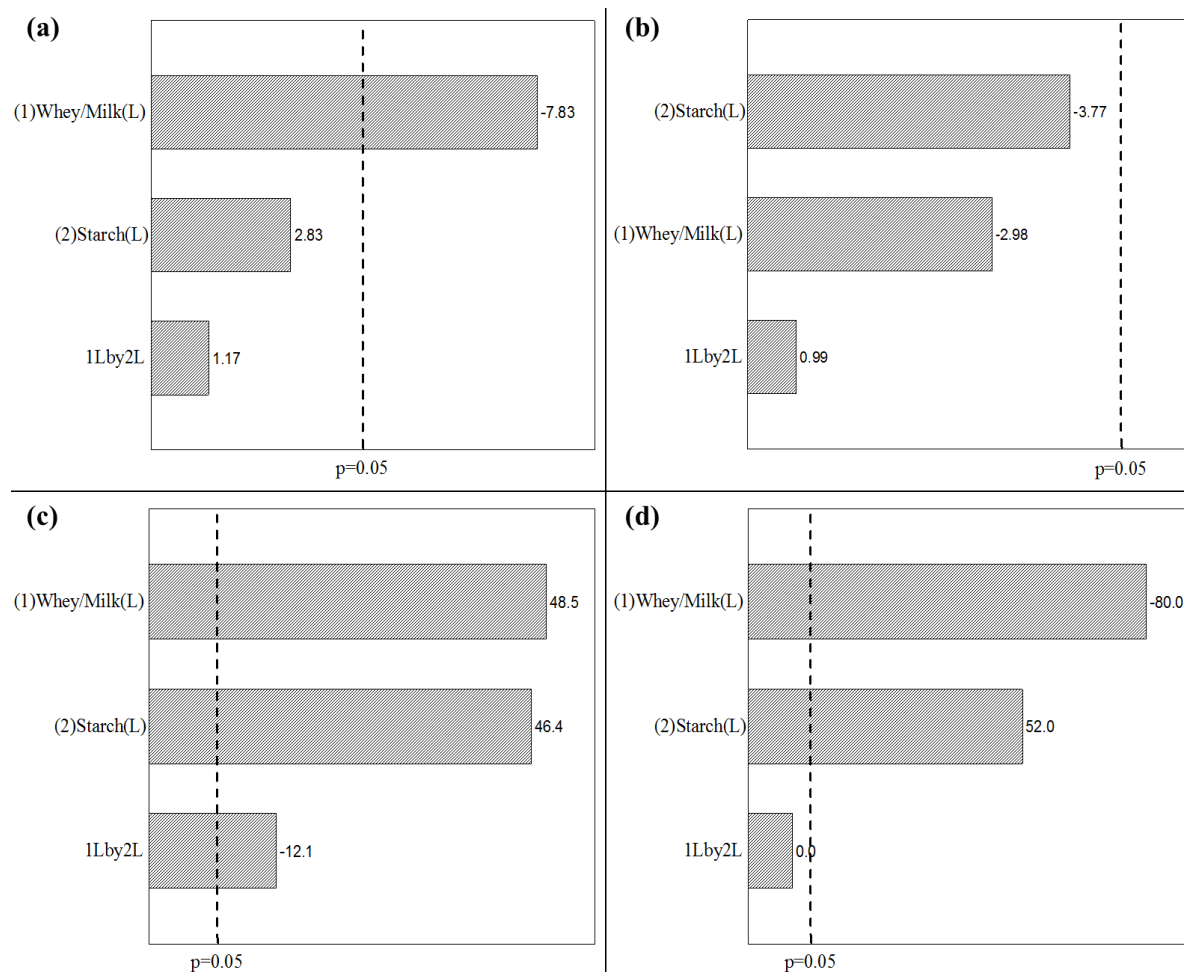 (a)
(1)Whey/Milk(L)
-7.83
(2)Starch(L)
2.83
1Lby2L
1.17
p=0.05
(b)
(2)Starch(L)
-3.77
(1)Whey/Milk(L)
-2.98
1Lby2L
0.99
p=0.05
(c)
(1)Whey/Milk(L)
48.5
(2)Starch(L)
46.4
1Lby2L
-12.1
p=0.05
(d)
(1)Whey/Milk(L)
-80.0
(2)Starch(L)
52.0
1Lby2L
0.0
p=0.05